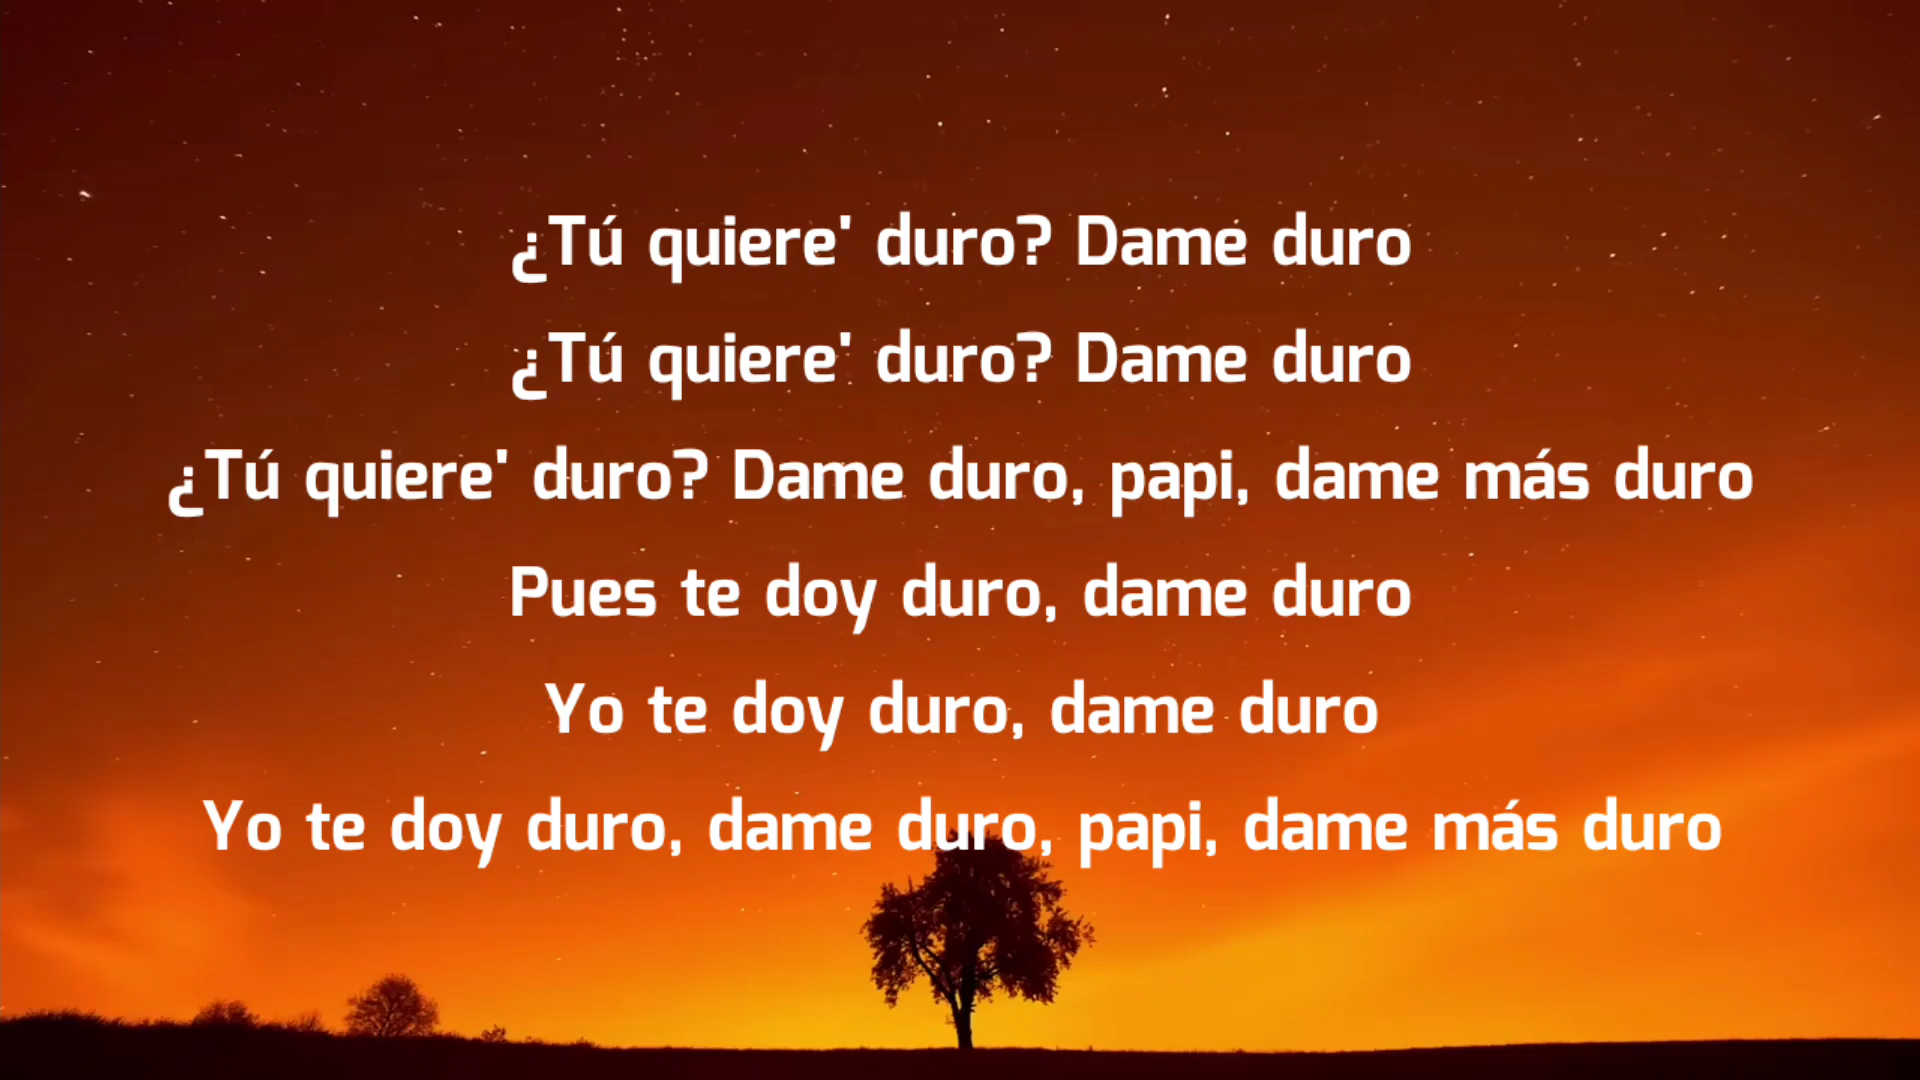 ¿Tú quiere' duro? Dame duro
¿Tú quiere' duro? Dame duro
¿Tú quiere' duro? Dame duro, papi, dame más duro
Pues te doy duro, dame duro
Yo te doy duro, dame duro
Yo te doy duro, dame duro, papi, dame más duro